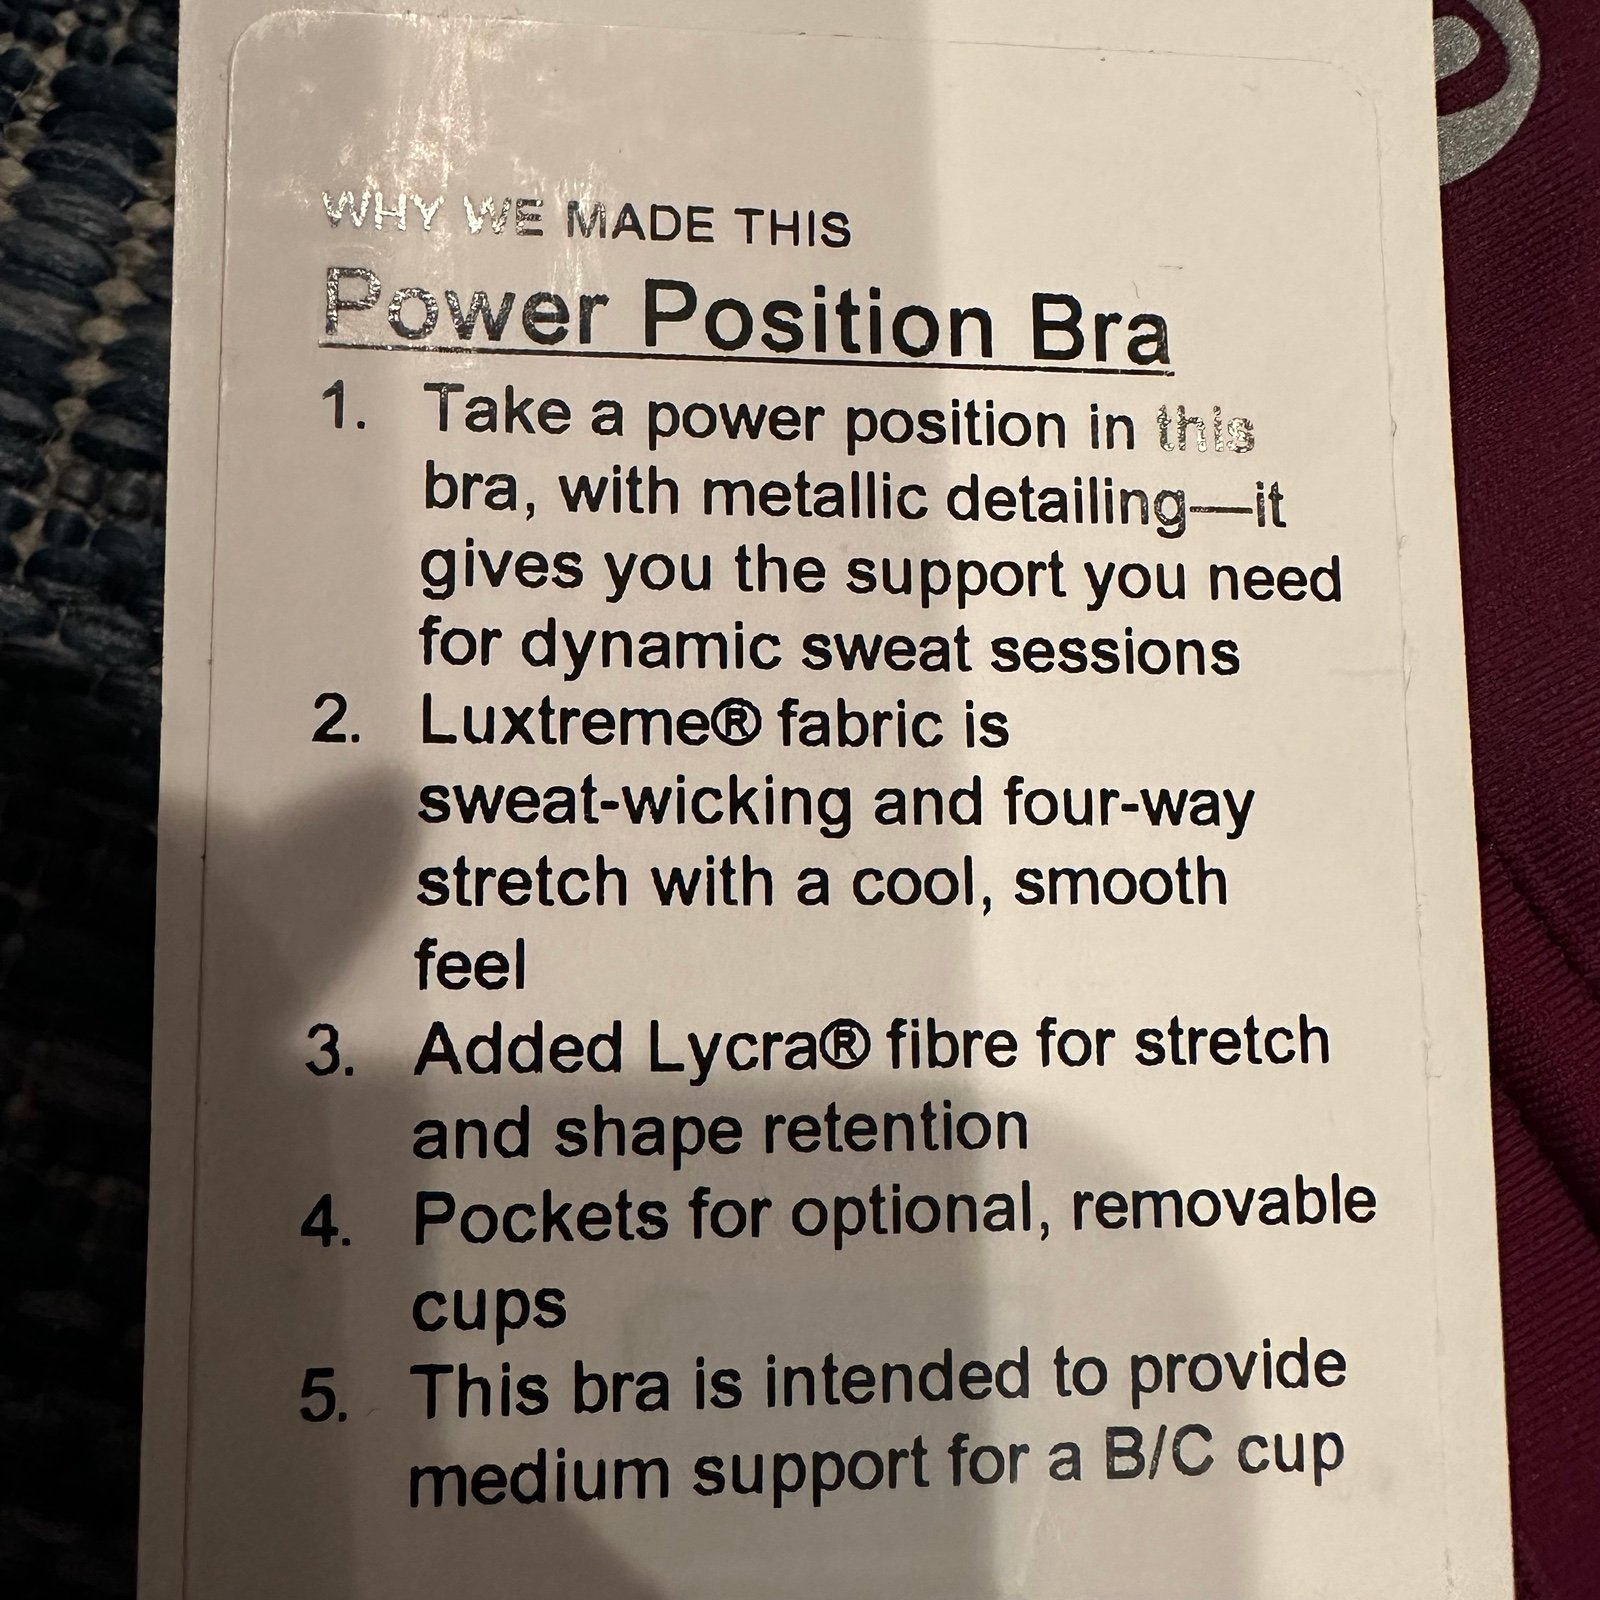 WHY WE MADE THIS
Power Position Bra
1. Take a power position in this
bra, with metallic detailing—it
gives you the support you need
for dynamic sweat sessions
2. Luxtreme® fabric is
sweat-wicking and four-way
stretch with a cool, smooth
feel
3. Added Lycra® fibre for stretch
and shape retention
4. Pockets for optional, removable
cups
5. This bra is intended to provide
medium support for a B/C cup